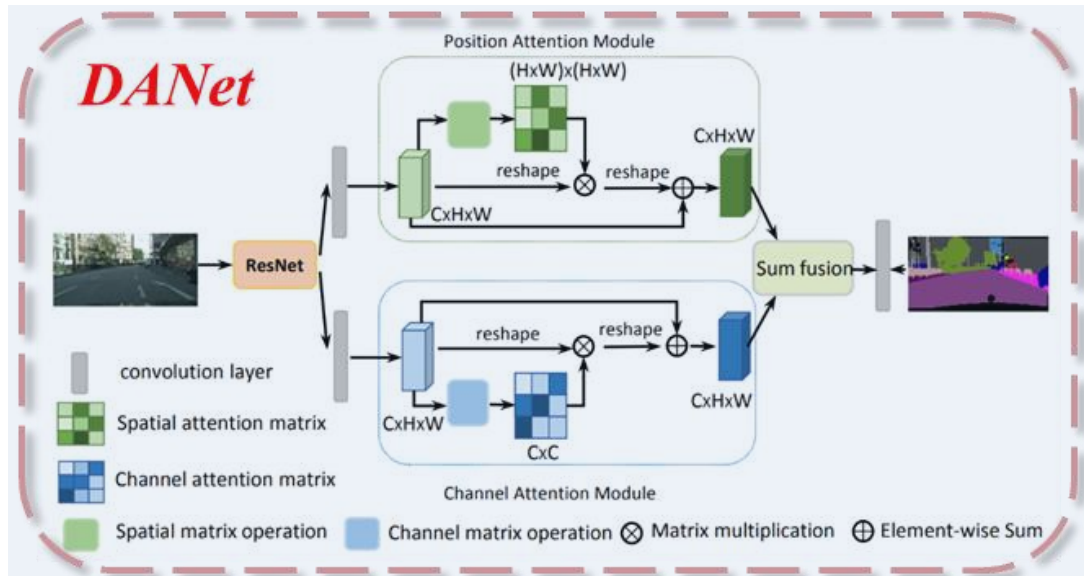 DANet
Position Attention Module
(HxW)x(HxW)
CxHxW
reshape
reshape
CxHxW
ResNet
Sum fusion
reshape
reshape
CxHxW
CxHxW
CxC
Channel Attention Module
convolution layer
Spatial attention matrix
Channel attention matrix
Spatial matrix operation
Channel matrix operation
Matrix multiplication
Element-wise Sum